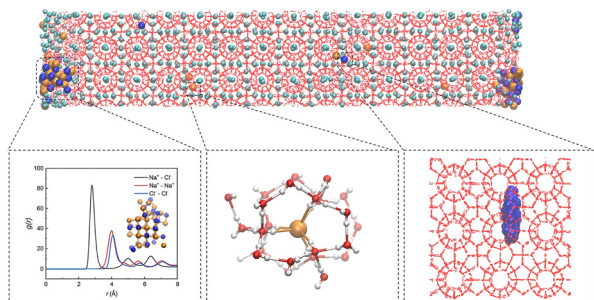 100
80
60
40
20
0
g(r)
Na⁺ - Cl⁻
Na⁺ - Na⁺
Cl⁻ - Cl⁻
0 2 4 6 8
r (Å)